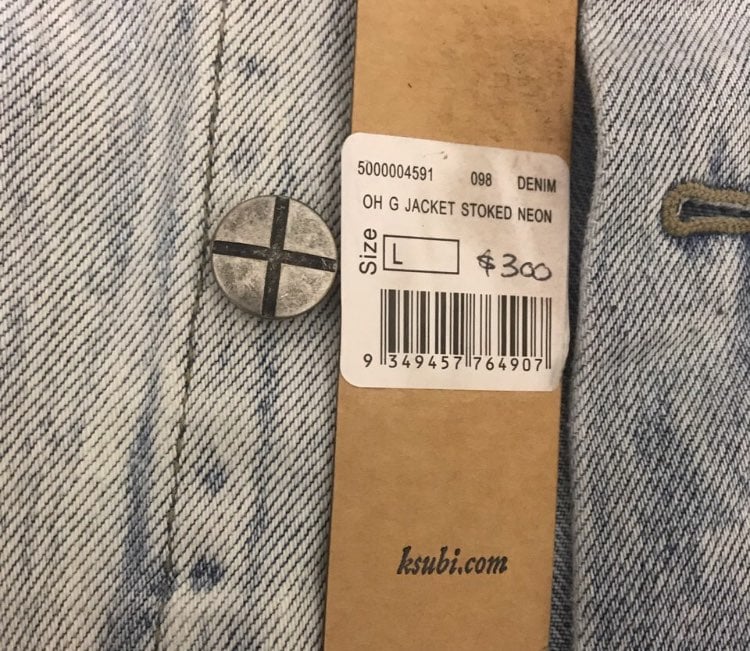 5000004591 098 DENIM
OH G JACKET STOKED NEON
Size L $300
9 349457 764907
ksubi.com